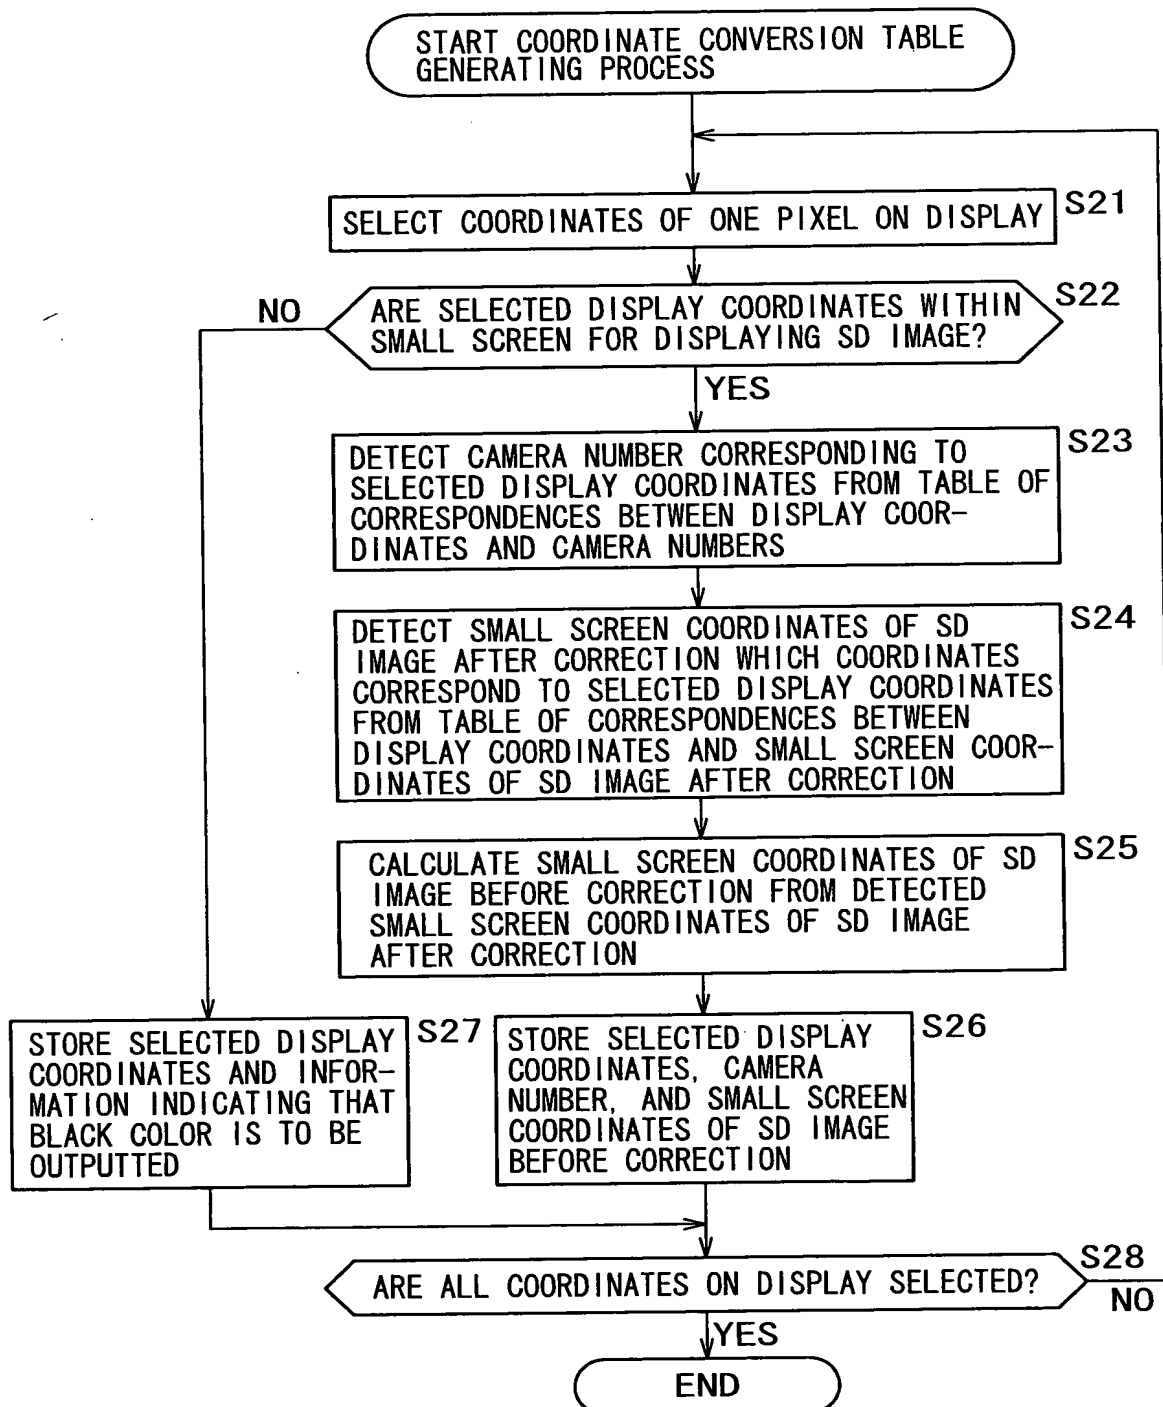 START COORDINATE CONVERSION TABLE
GENERATING PROCESS
SELECT COORDINATES OF ONE PIXEL ON DISPLAY
S21
ARE SELECTED DISPLAY COORDINATES WITHIN
SMALL SCREEN FOR DISPLAYING SD IMAGE?
S22
NO
YES
DETECT CAMERA NUMBER CORRESPONDING TO
SELECTED DISPLAY COORDINATES FROM TABLE OF
CORRESPONDENCES BETWEEN DISPLAY COOR-
DINATES AND CAMERA NUMBERS
S23
DETECT SMALL SCREEN COORDINATES OF SD
IMAGE AFTER CORRECTION WHICH COORDINATES
CORRESPOND TO SELECTED DISPLAY COORDINATES
FROM TABLE OF CORRESPONDENCES BETWEEN
DISPLAY COORDINATES AND SMALL SCREEN COOR-
DINATES OF SD IMAGE AFTER CORRECTION
S24
CALCULATE SMALL SCREEN COORDINATES OF SD
IMAGE BEFORE CORRECTION FROM DETECTED
SMALL SCREEN COORDINATES OF SD IMAGE
AFTER CORRECTION
S25
STORE SELECTED DISPLAY
COORDINATES AND INFOR-
MATION INDICATING THAT
BLACK COLOR IS TO BE
OUTPUTTED
S27
STORE SELECTED DISPLAY
COORDINATES, CAMERA
NUMBER, AND SMALL SCREEN
COORDINATES OF SD IMAGE
BEFORE CORRECTION
S26
ARE ALL COORDINATES ON DISPLAY SELECTED?
S28
NO
YES
END